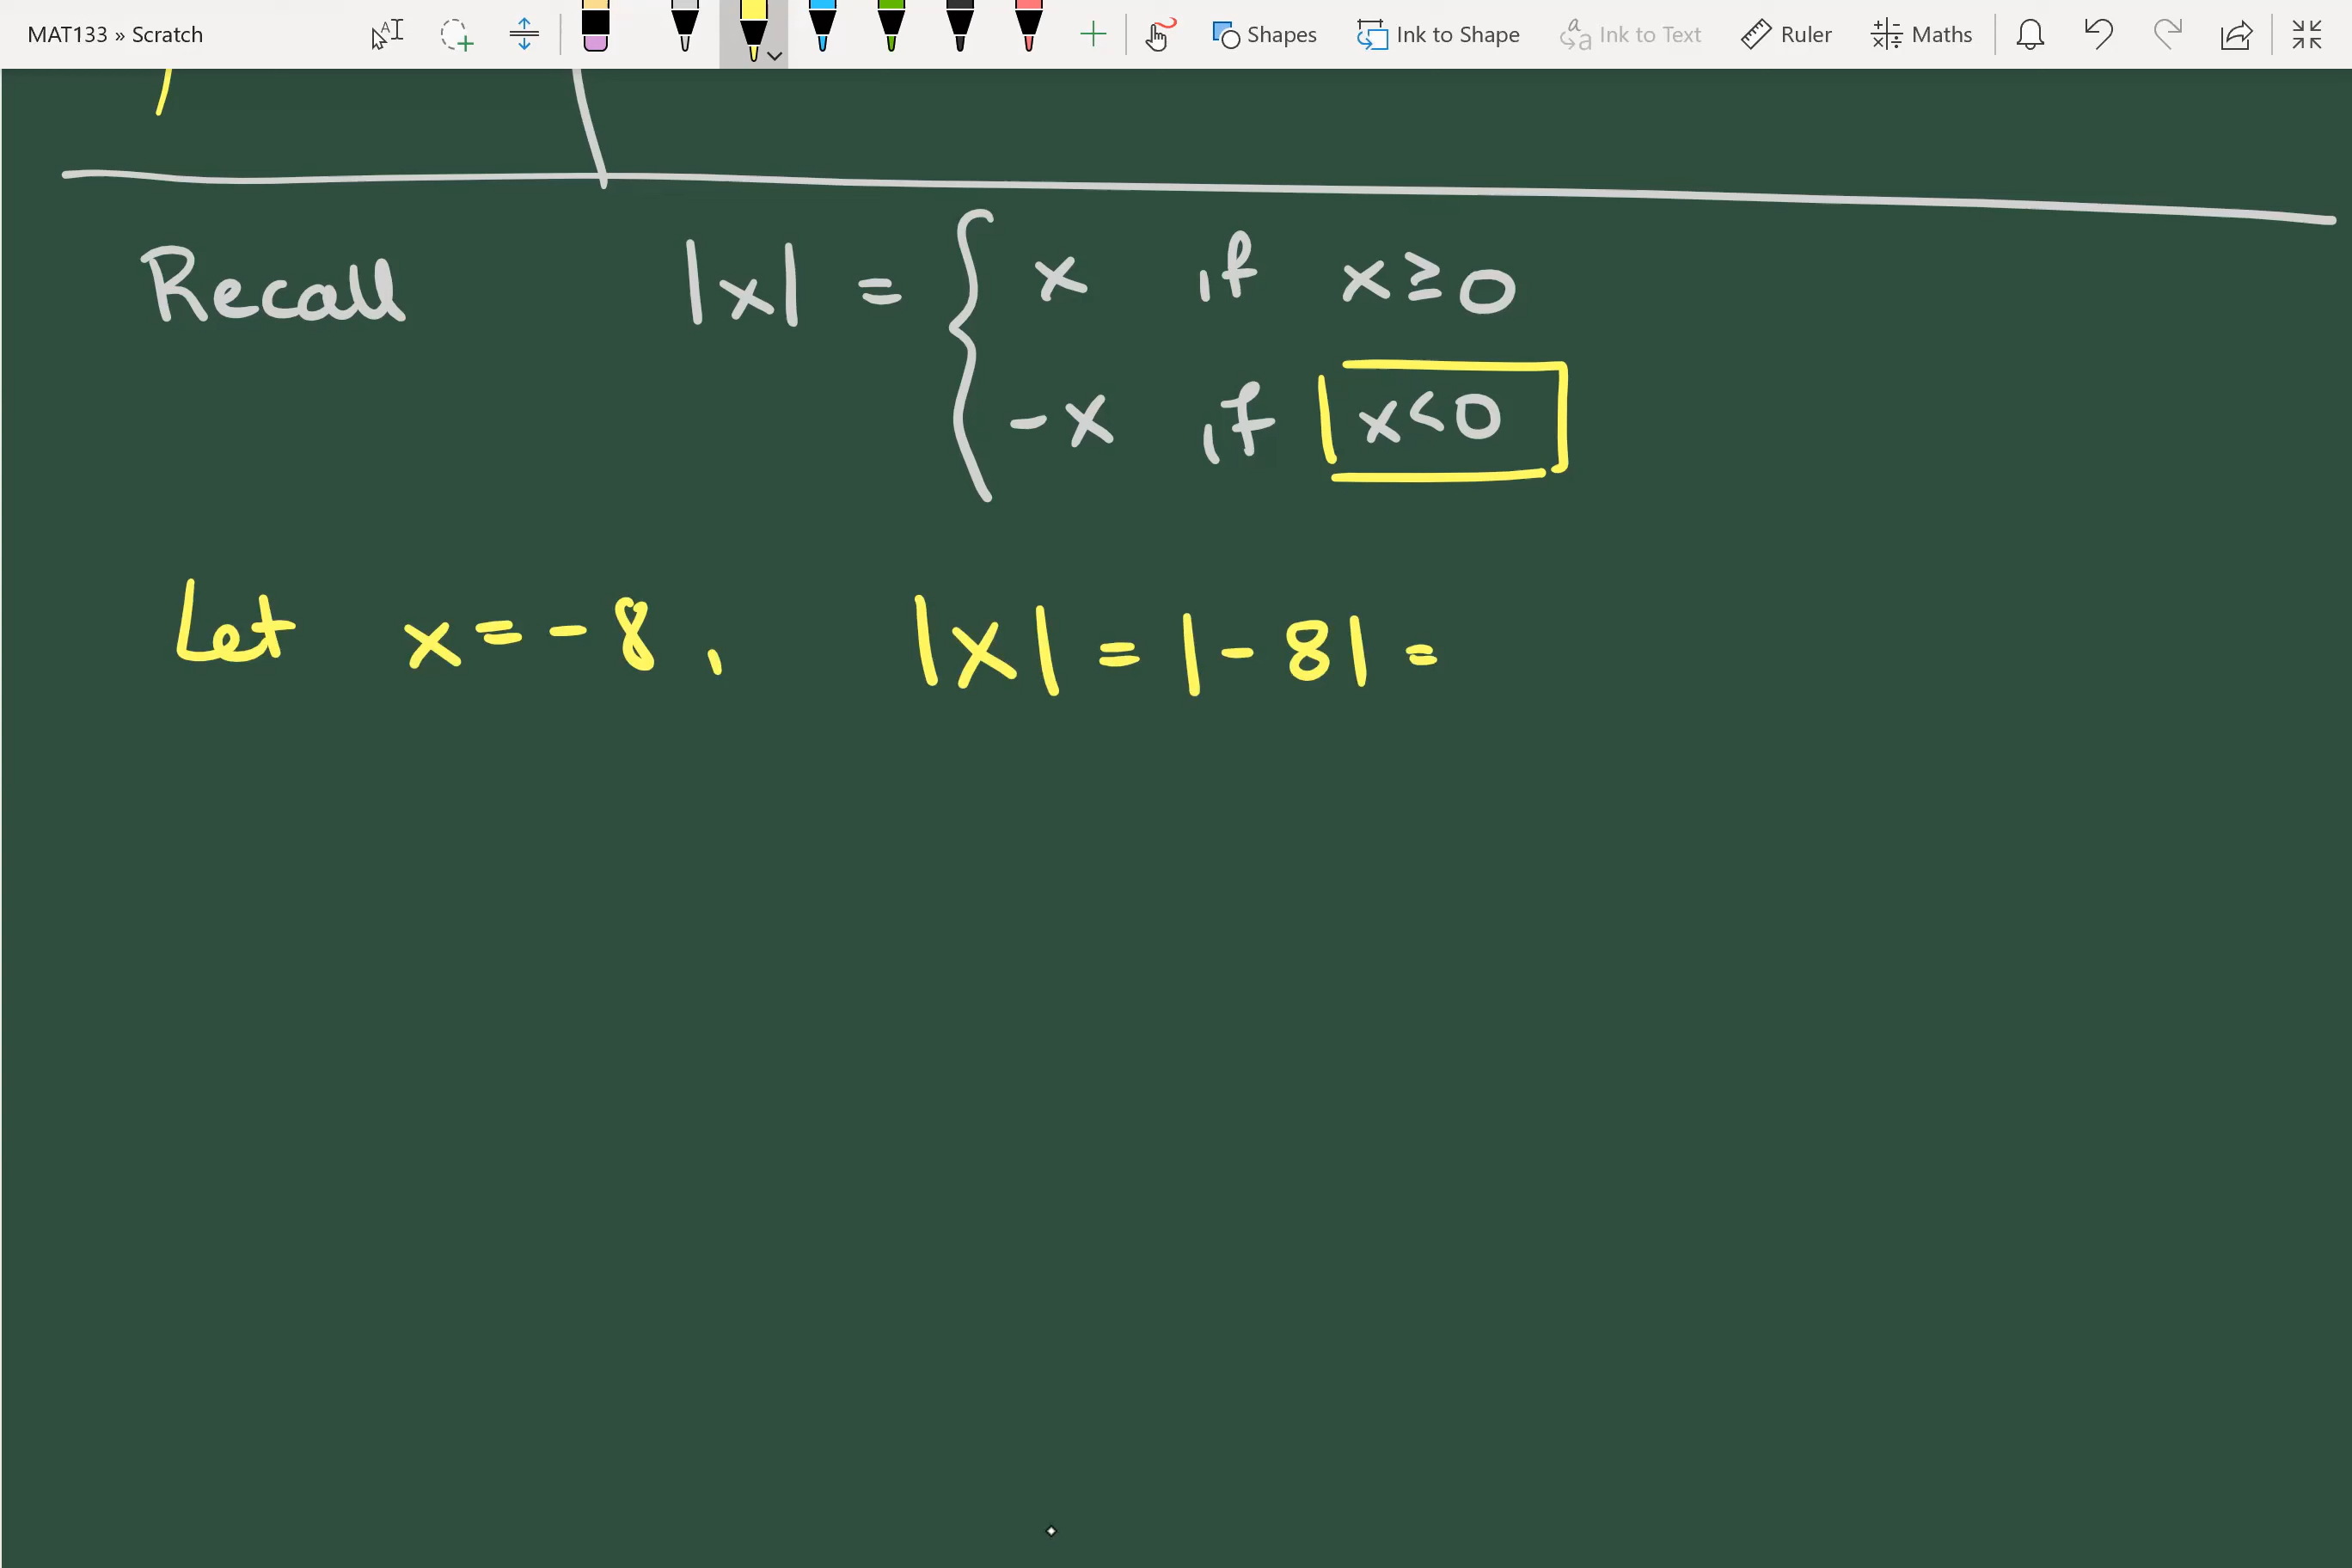 MAT133 » Scratch Shapes Ink to Shape Ink to Text Ruler Maths
Recall |x| = { x if x≥0
-x if x<0
Let x=-8, |x| = |-8| =